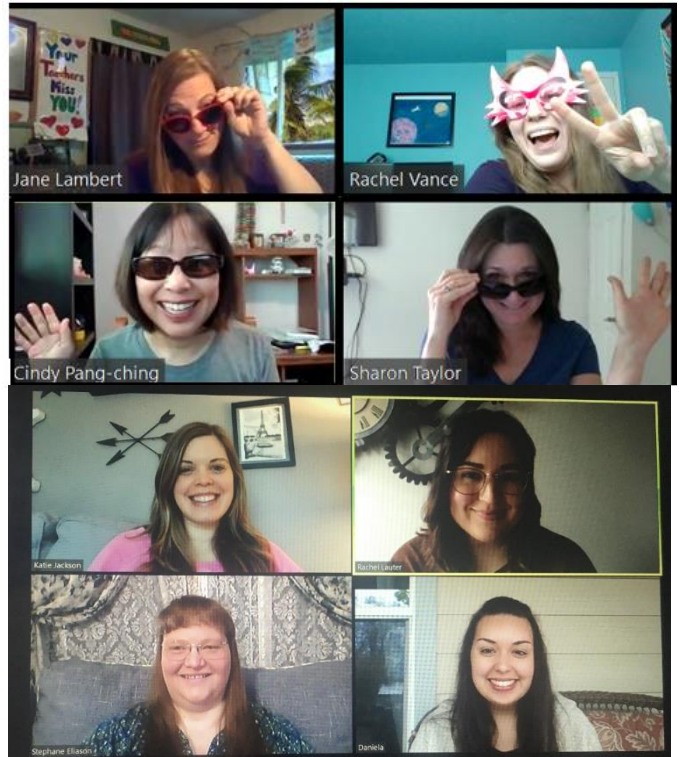 Your
Teachers
Miss
YOU!
Jane Lambert
Rachel Vance
Cindy Pang-ching
Sharon Taylor
Katie Jackson
Rachel Lauter
Stephane Eliason
Daniela